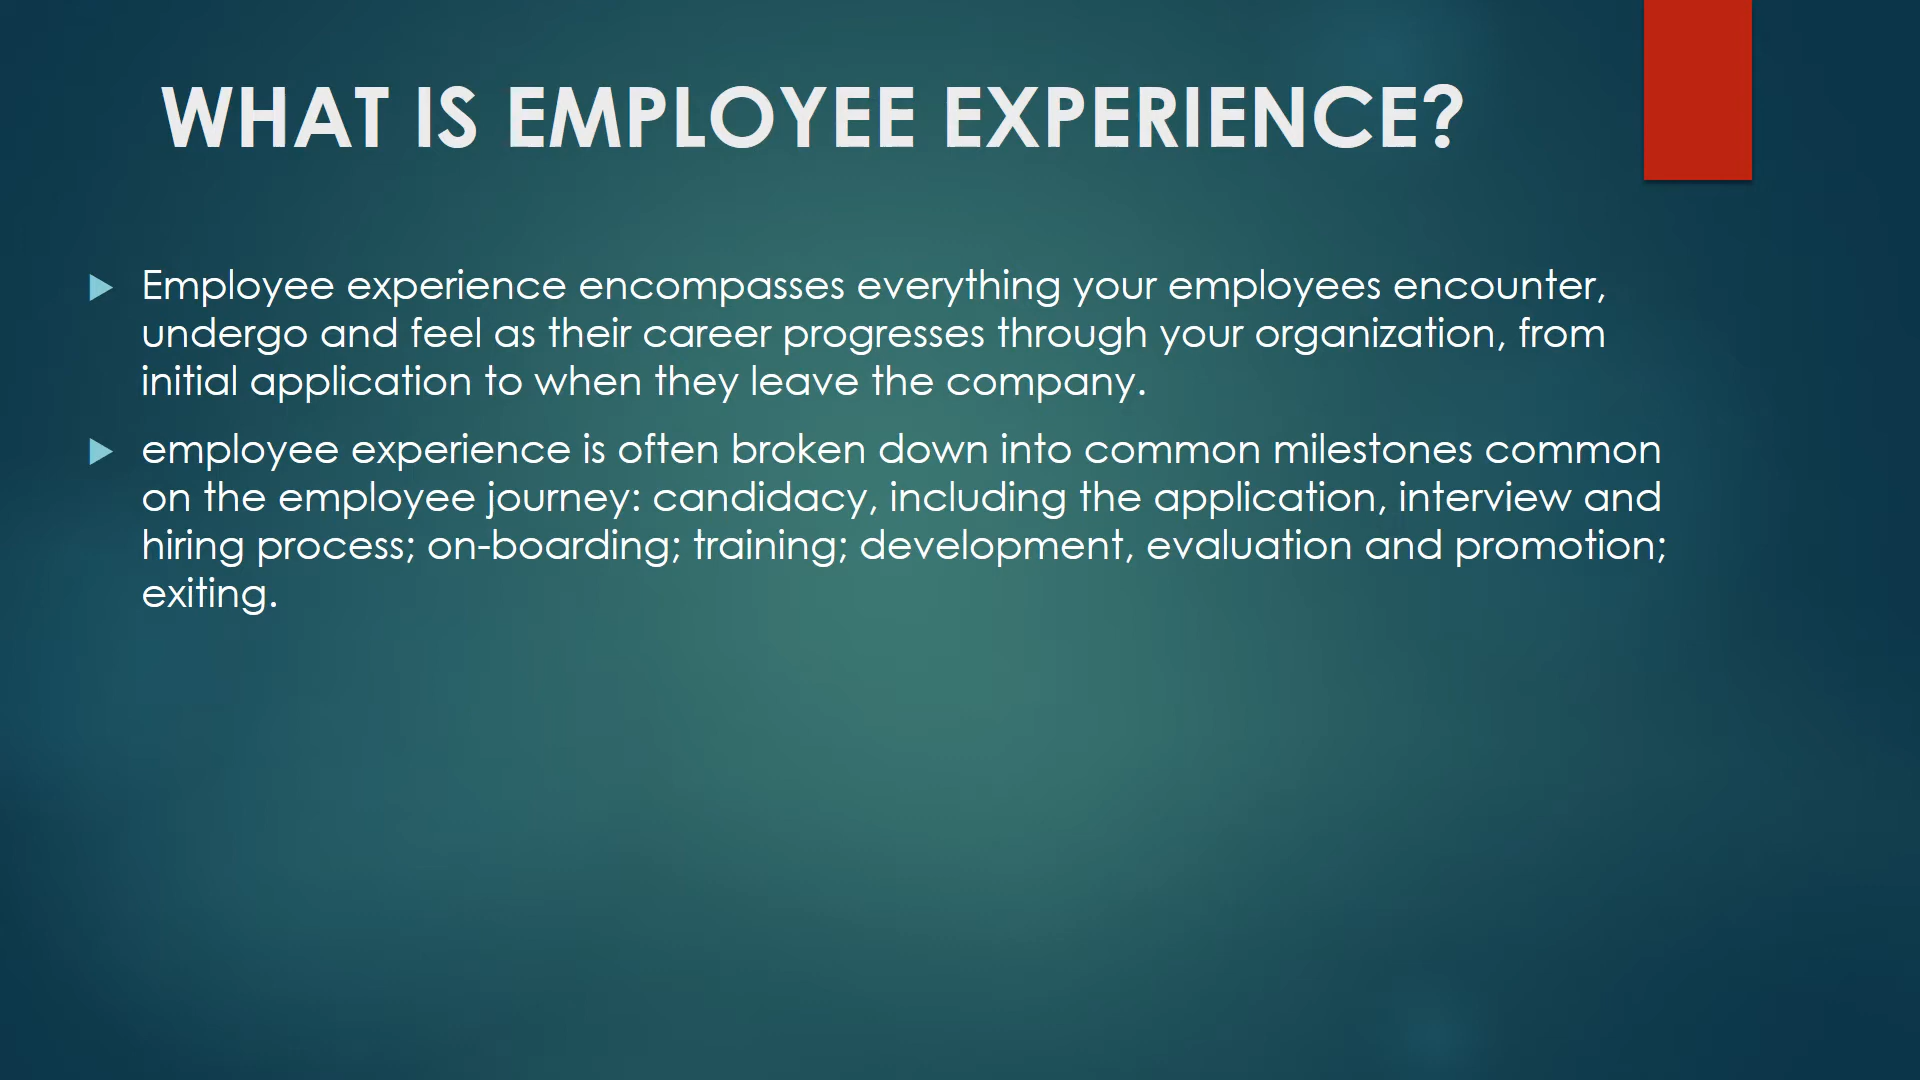 WHAT IS EMPLOYEE EXPERIENCE?
Employee experience encompasses everything your employees encounter,
undergo and feel as their career progresses through your organization, from
initial application to when they leave the company.
employee experience is often broken down into common milestones common
on the employee journey: candidacy, including the application, interview and
hiring process; on-boarding; training; development, evaluation and promotion;
exiting.